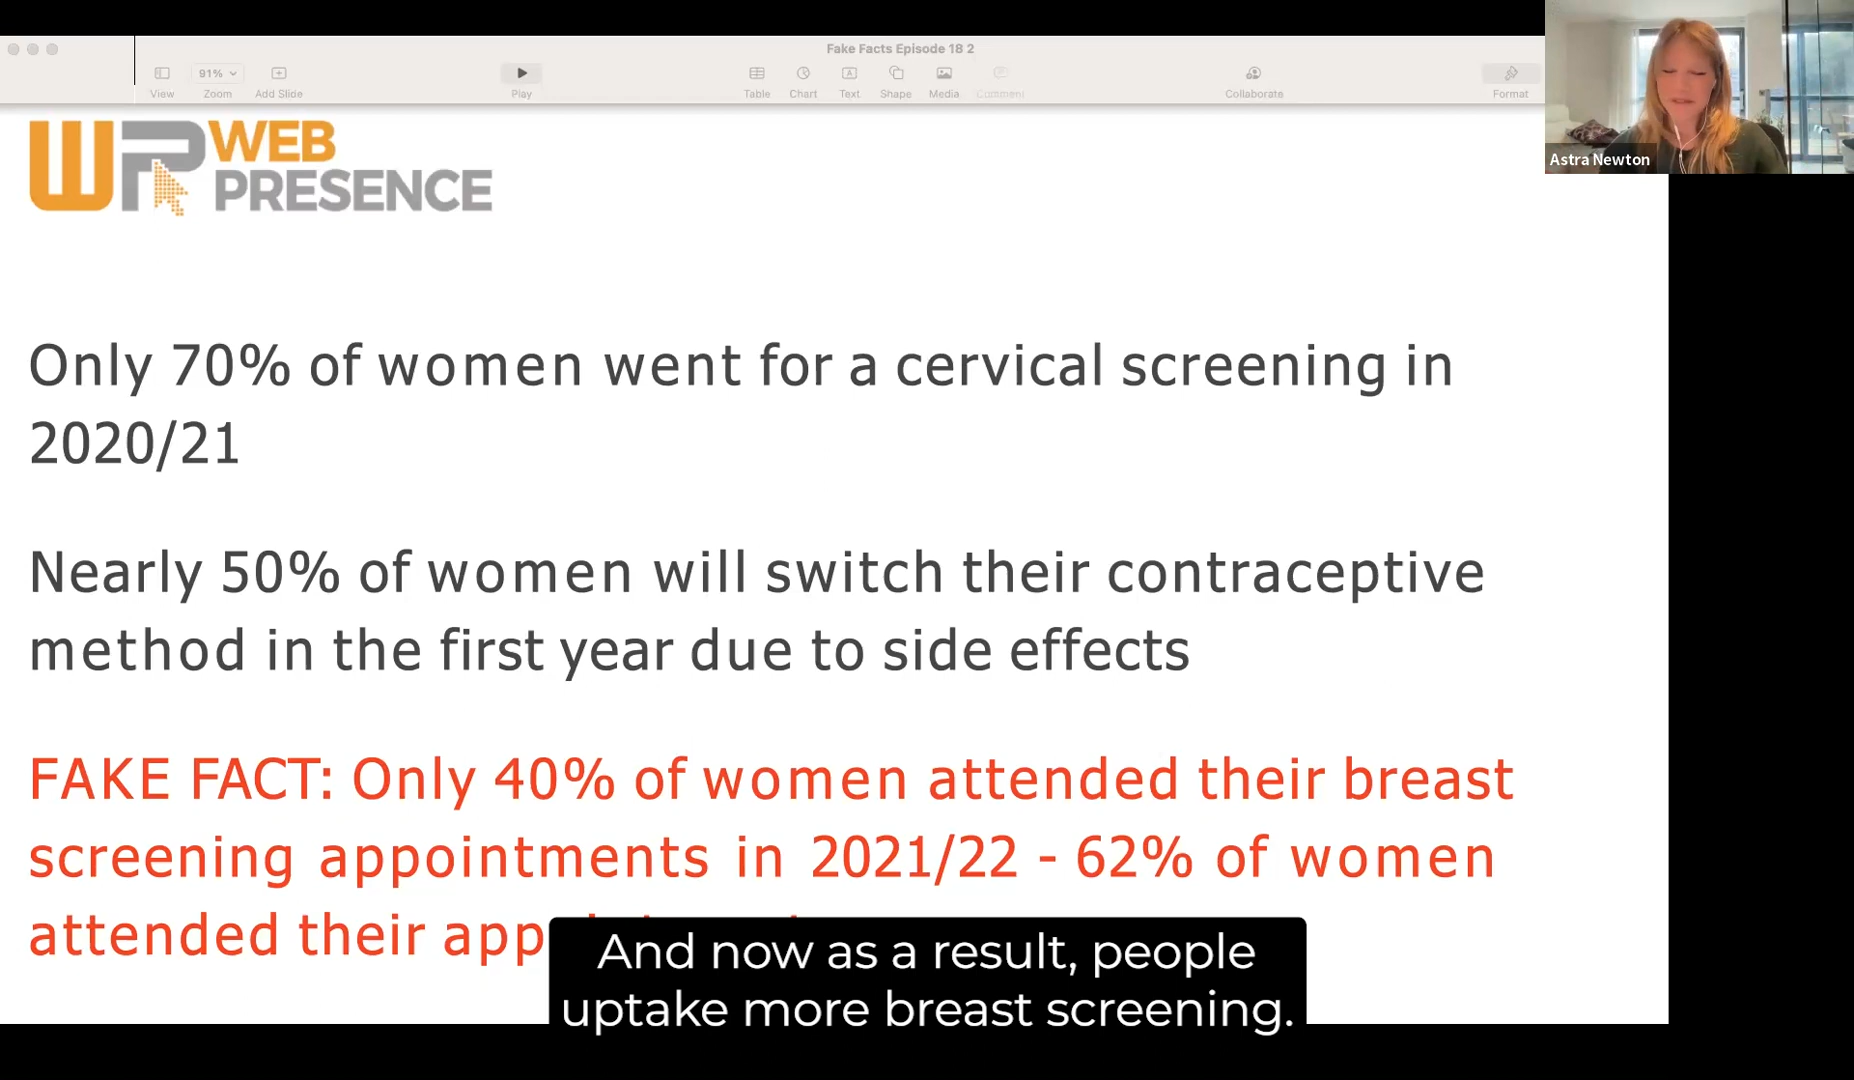 Fake Facts Episode 18 2
91%
View
Zoom
Add Slide
Play
Table
Chart
Text
Shape
Media
Comment
Collaborate
Format
Astra Newton
WP WEB
PRESENCE
Only 70% of women went for a cervical screening in
2020/21
Nearly 50% of women will switch their contraceptive
method in the first year due to side effects
FAKE FACT: Only 40% of women attended their breast
screening appointments in 2021/22 - 62% of women
attended their
And now as a result, people
uptake more breast screening.